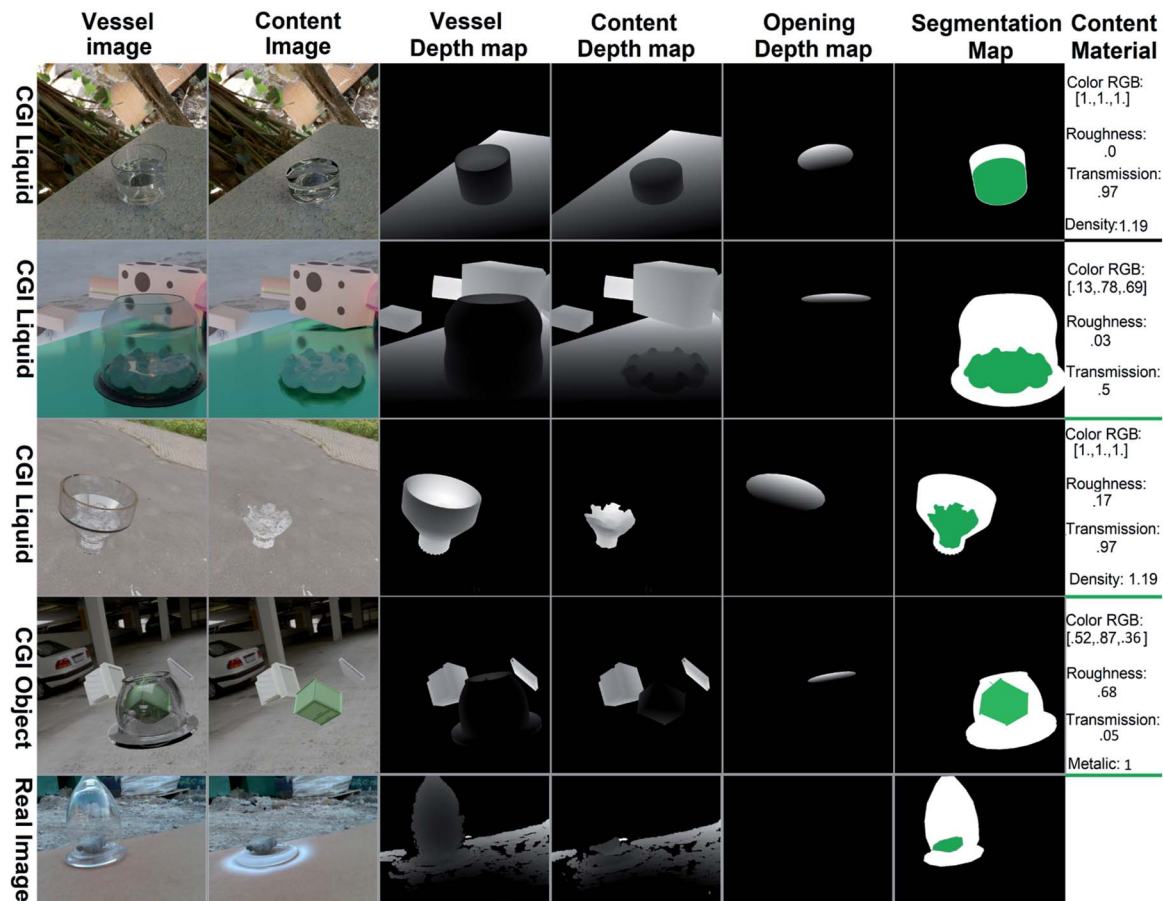 Vessel image
Content Image
Vessel Depth map
Content Depth map
Opening Depth map
Segmentation Map
Content Material
CGI Liquid
Color RGB:
[1.,1.,1.]
Roughness:
.0
Transmission:
.97
Density:1.19
CGI Liquid
Color RGB:
[.13,.78,.69]
Roughness:
.03
Transmission:
.5
CGI Liquid
Color RGB:
[1.,1.,1.]
Roughness:
.17
Transmission:
.97
Density: 1.19
CGI Object
Color RGB:
[.52,.87,.36]
Roughness:
.68
Transmission:
.05
Metalic: 1
Real Image